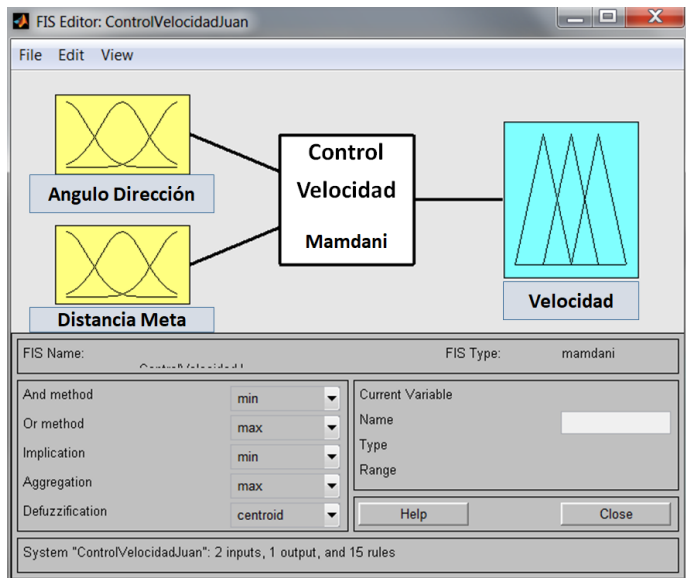 FIS Editor: ControlVelocidadJuan
File Edit View
Control
Velocidad
Mamdani
Angulo Dirección
Distancia Meta
Velocidad
FIS Name:
FIS Type: mamdani
And method min
Or method max
Implication min
Aggregation max
Defuzzification centroid
Current Variable
Name
Type
Range
Help Close
System "ControlVelocidadJuan": 2 inputs, 1 output, and 15 rules